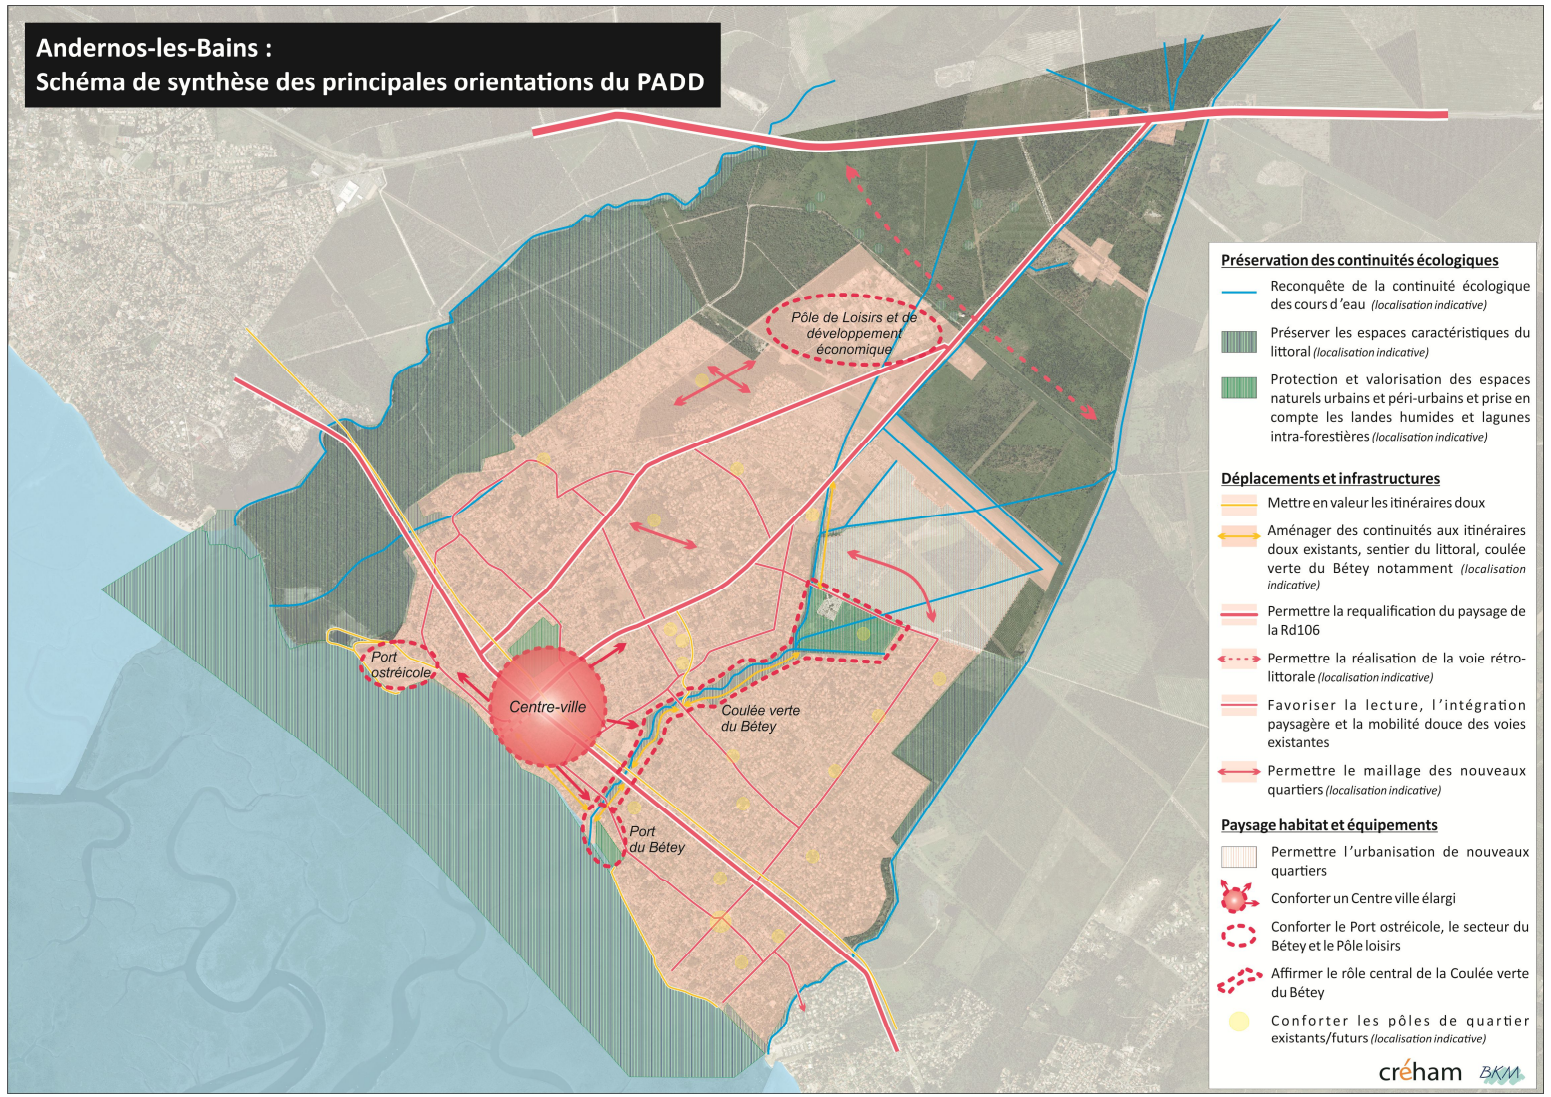 Andernos-les-Bains :
Schéma de synthèse des principales orientations du PADD
Pôle de Loisirs et de
développement
économique
Port
ostréicole
Centre-ville
Coulée verte
du Bétey
Port
du Bétey
Préservation des continuités écologiques
Reconquête de la continuité écologique
des cours d'eau (localisation indicative)
Préserver les espaces caractéristiques du
littoral (localisation indicative)
Protection et valorisation des espaces
naturels urbains et péri-urbains et prise en
compte les landes humides et lagunes
intra-forestières (localisation indicative)
Déplacements et infrastructures
Mettre en valeur les itinéraires doux
Aménager des continuités aux itinéraires
doux existants, sentier du littoral, coulée
verte du Bétey notamment (localisation
indicative)
Permettre la requalification du paysage de
la Rd106
Permettre la réalisation de la voie rétro-
littorale (localisation indicative)
Favoriser la lecture, l'intégration
paysagère et la mobilité douce des voies
existantes
Permettre le maillage des nouveaux
quartiers (localisation indicative)
Paysage habitat et équipements
Permettre l'urbanisation de nouveaux
quartiers
Conforter un Centre ville élargi
Conforter le Port ostréicole, le secteur du
Bétey et le Pôle loisirs
Affirmer le rôle central de la Coulée verte
du Bétey
Conforter les pôles de quartier
existants/futurs (localisation indicative)
créham BKM